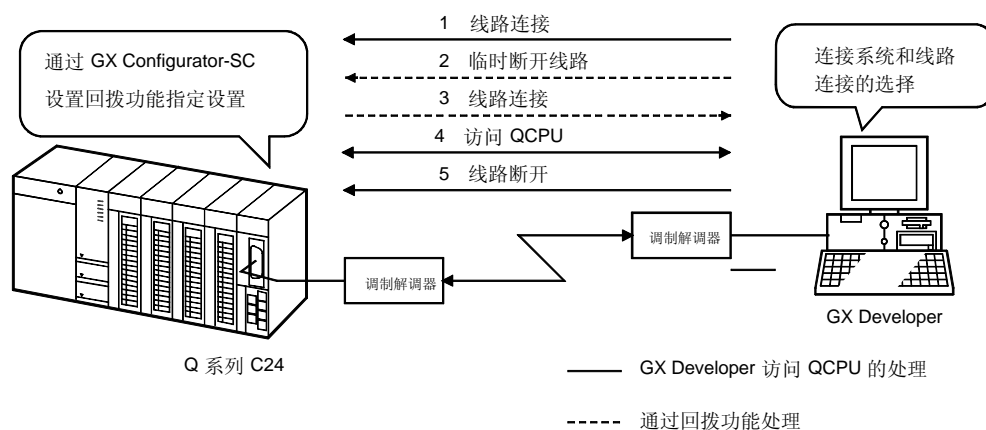 1 线路连接
2 临时断开线路
3 线路连接
4 访问 QCPU
5 线路断开
通过 GX Configurator-SC
设置回拨功能指定设置
连接系统和线路
连接的选择
调制解调器
调制解调器
Q 系列 C24
GX Developer
GX Developer 访问 QCPU 的处理
通过回拨功能处理